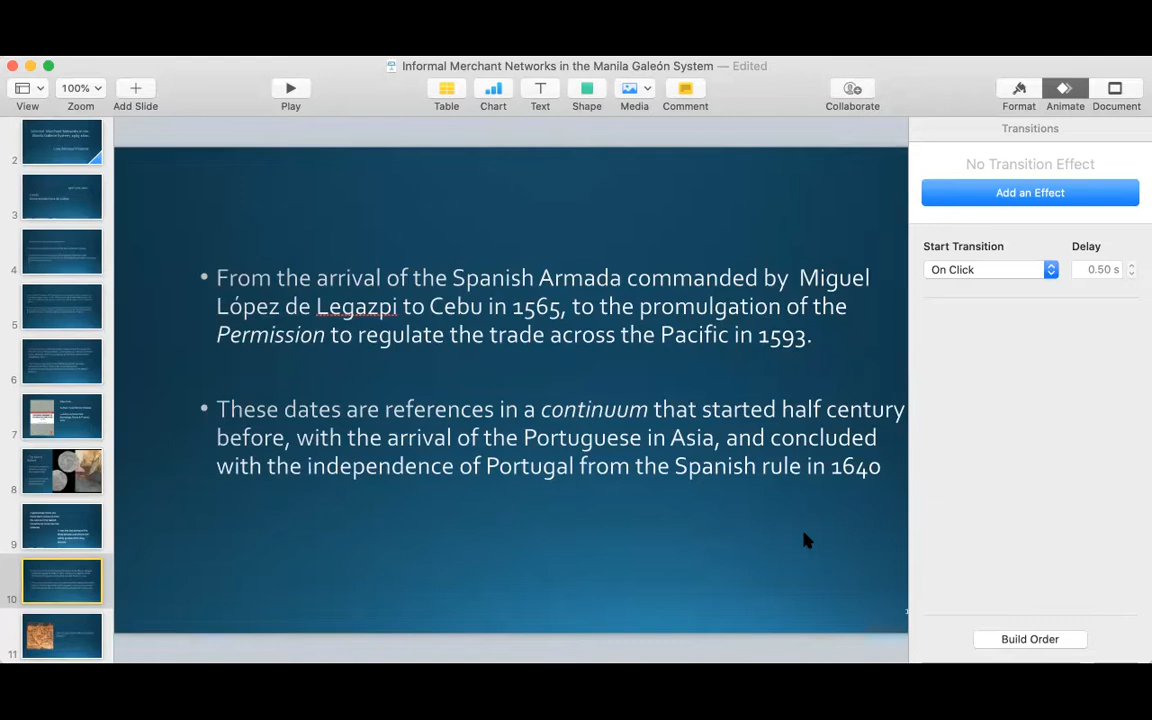 Informal Merchant Networks in the Manila Galeón System — Edited
View
100%
Zoom
Add Slide
Play
Table
Chart
Text
Shape
Media
Comment
Collaborate
Format
Animate
Document
2
3
4
5
6
7
8
9
10
11
• From the arrival of the Spanish Armada commanded by Miguel
López de Legazpi to Cebu in 1565, to the promulgation of the
Permission to regulate the trade across the Pacific in 1593.
• These dates are references in a continuum that started half century
before, with the arrival of the Portuguese in Asia, and concluded
with the independence of Portugal from the Spanish rule in 1640
Transitions
No Transition Effect
Add an Effect
Start Transition
Delay
On Click
0.50 s
Build Order